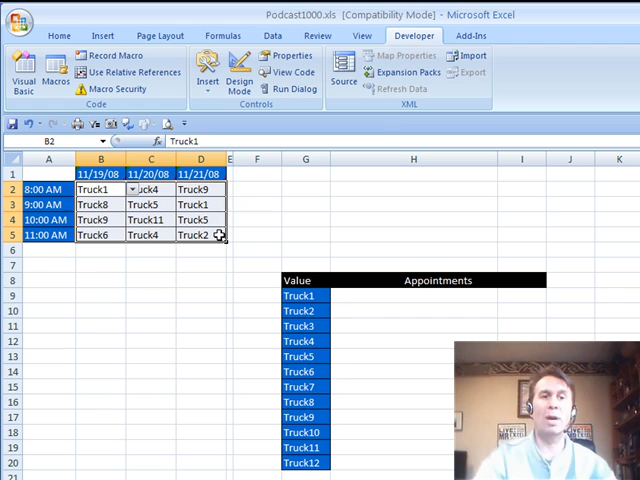 Podcast1000.xls [Compatibility Mode] - Microsoft Excel
Home Insert Page Layout Formulas Data Review View Developer Add-Ins
Visual Basic
Macros
Record Macro
Use Relative References
Macro Security
Code
Insert
Design Mode
Properties
View Code
Run Dialog
Controls
Source
Map Properties
Expansion Packs
Refresh Data
Import
Export
XML
B2 fx Truck1
A B C D E F G H I J K
1 11/19/08 11/20/08 11/21/08
2 8:00 AM Truck1 uck4 Truck9
3 9:00 AM Truck8 Truck5 Truck1
4 10:00 AM Truck9 Truck11 Truck5
5 11:00 AM Truck6 Truck4 Truck2
6
7
8 Value Appointments
9 Truck1
10 Truck2
11 Truck3
12 Truck4
13 Truck5
14 Truck6
15 Truck7
16 Truck8
17 Truck9
18 Truck10
19 Truck11
20 Truck12
21